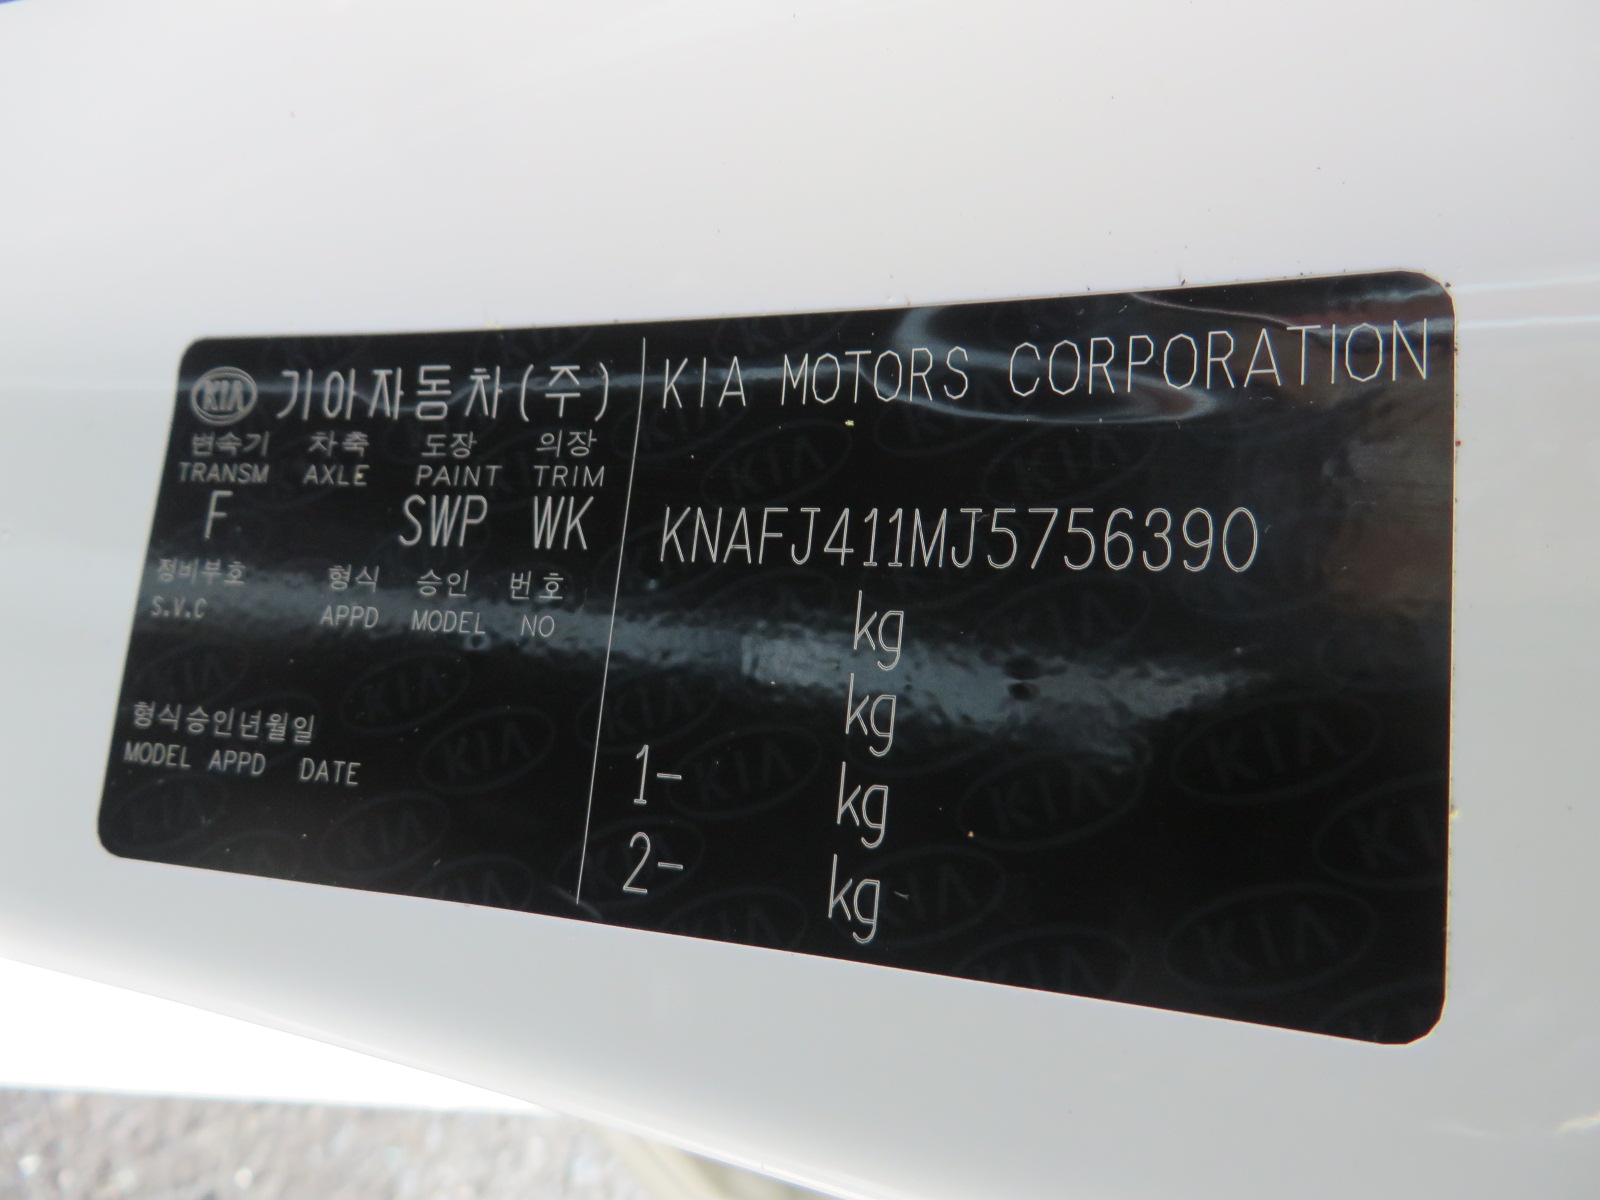 KIA 기아자동차(주)
변속기 차축 도장 의장
TRANSM AXLE PAINT TRIM
F SWP WK
정비부호 형식 승인 번호
S.V.C APPD MODEL NO
형식승인년월일
MODEL APPD DATE
KIA MOTORS CORPORATION
KNAFJ411MJ5756390
kg
kg
1- kg
2- kg